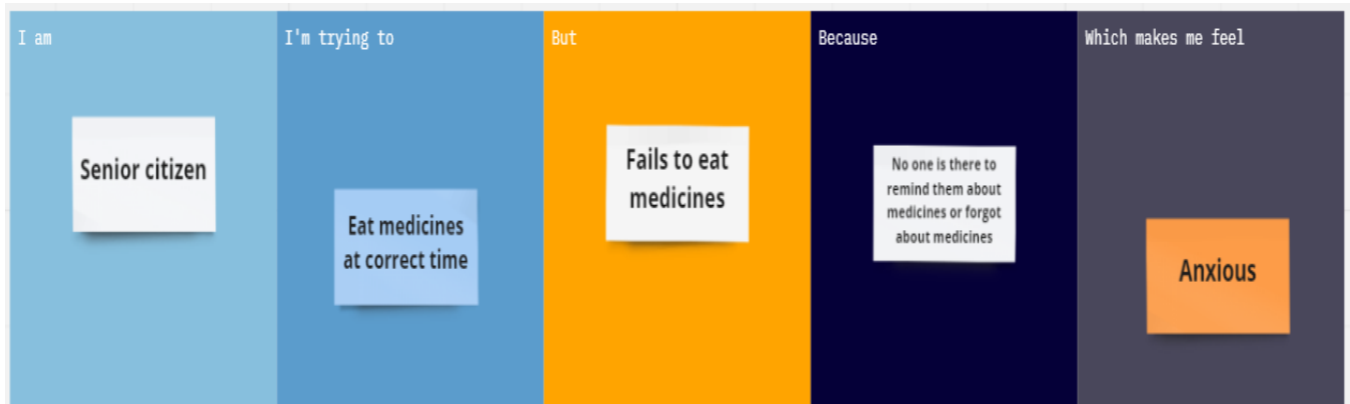 I am
Senior citizen
I'm trying to
Eat medicines
at correct time
But
Fails to eat
medicines
Because
No one is there to
remind them about
medicines or forgot
about medicines
Which makes me feel
Anxious